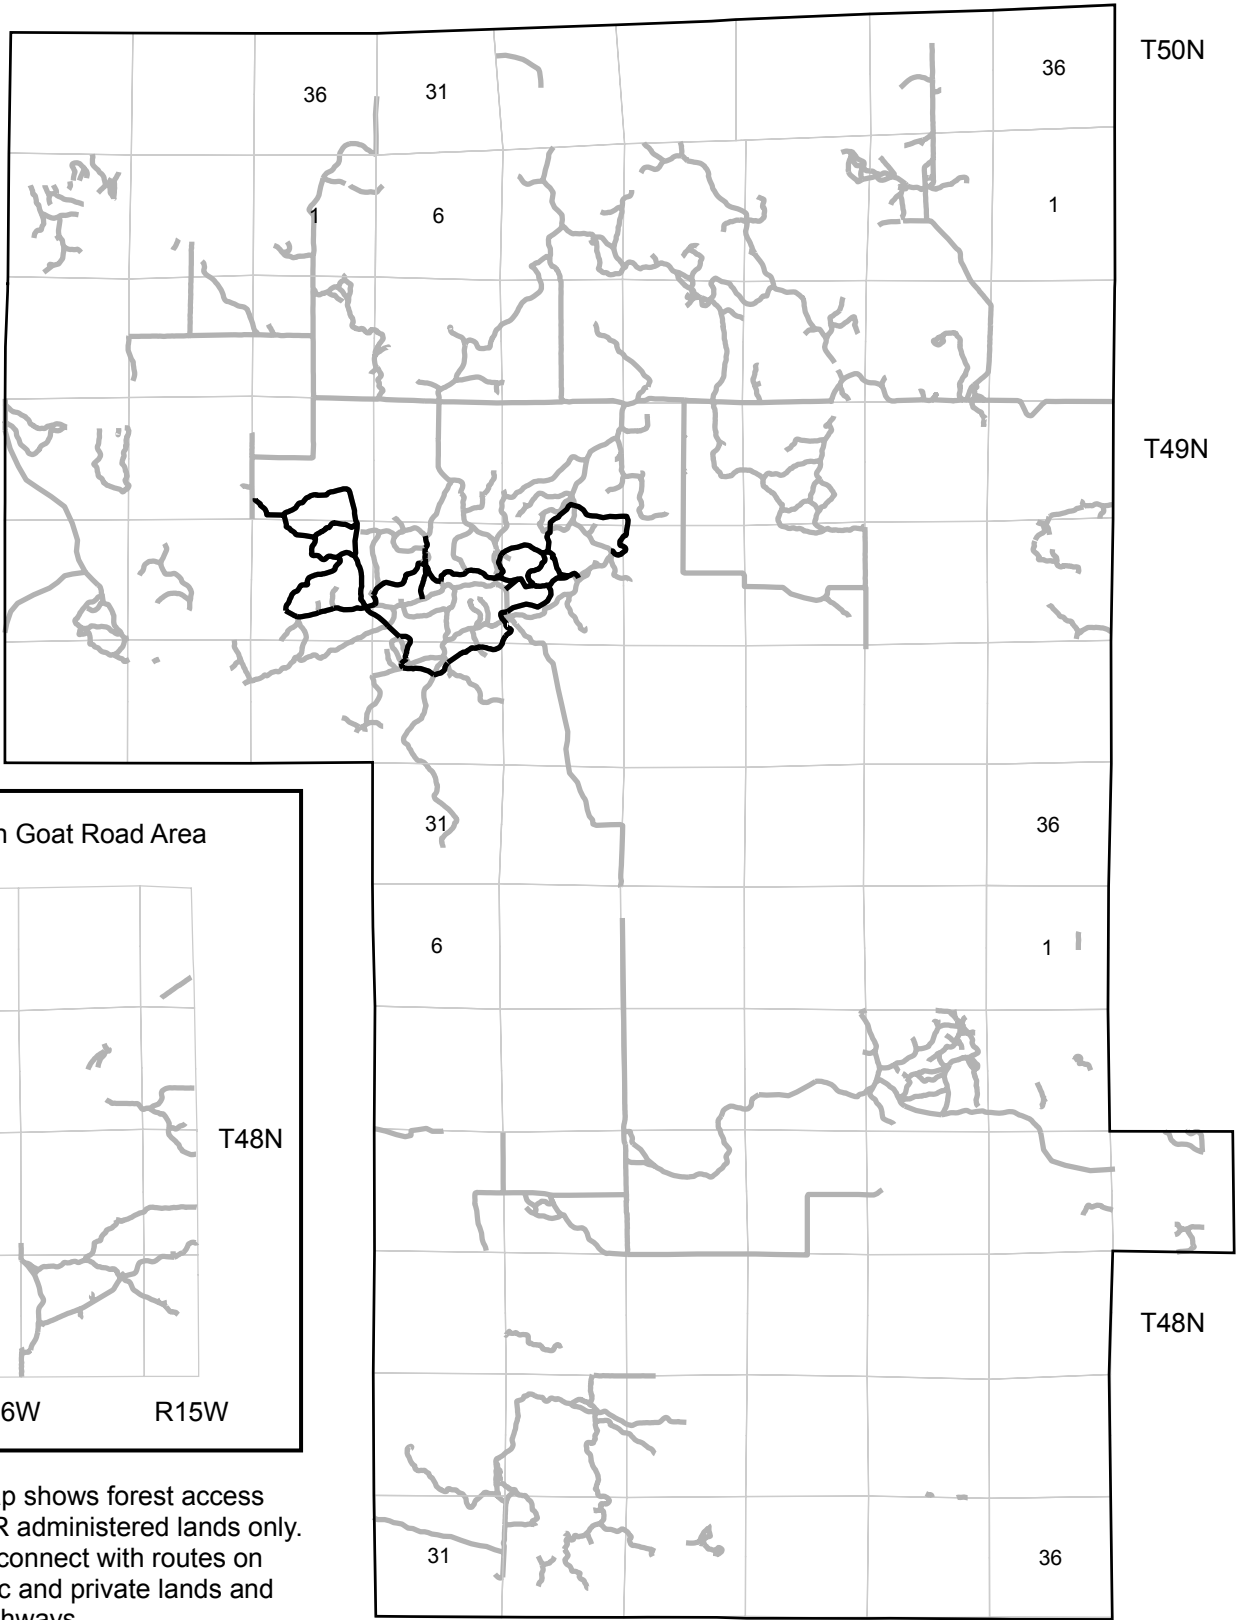 T50N
36
31
36
1
6
1
T49N
31
36
Goat Road Area
6
1
T48N
T48N
6W
R15W
shows forest access
administered lands only.
connect with routes on
and private lands and
31
36